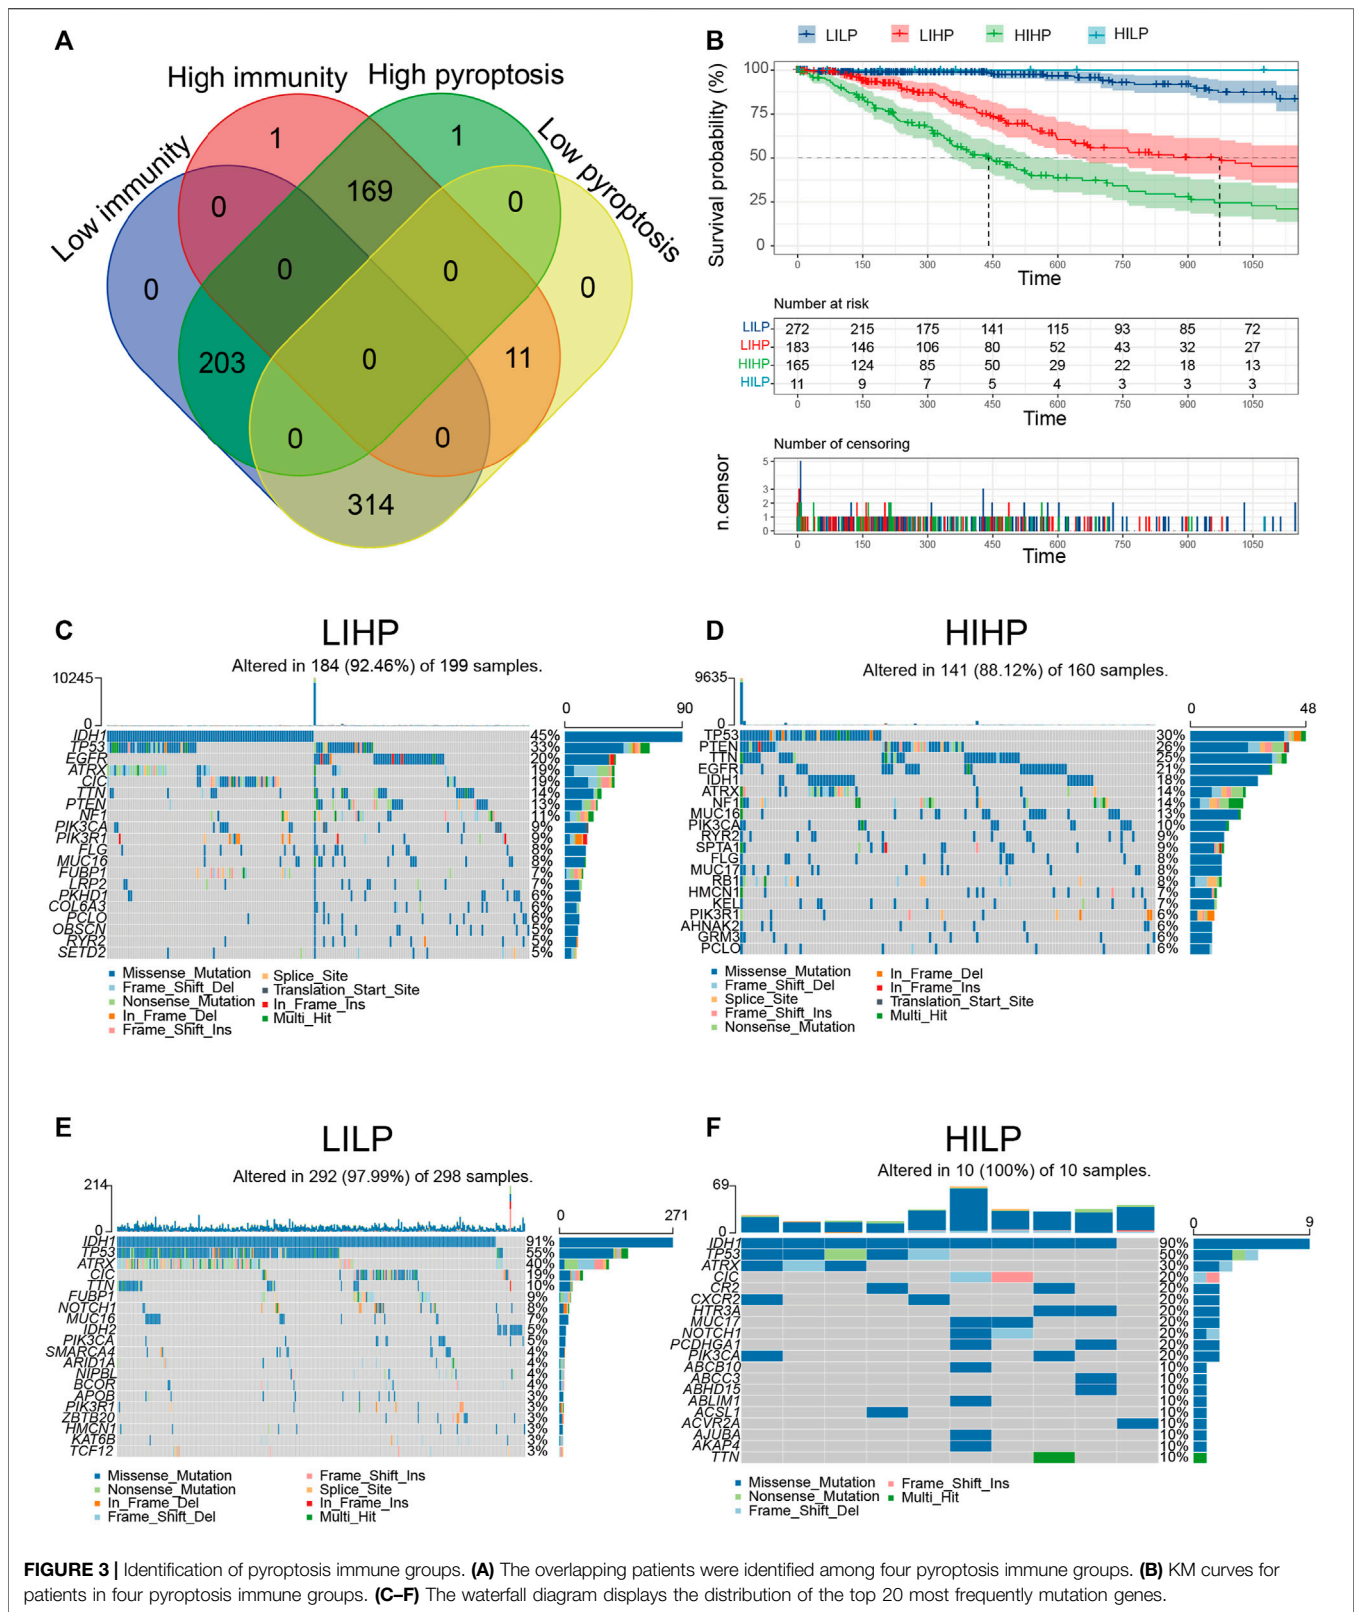 A
High immunity
High pyroptosis
Low immunity
Low pyroptosis
1
1
0
169
0
0
0
0
0
203
0
11
0
0
314
B
LILP LIHP HIHP HILP
Survival probability (%)
100
75
50
25
0
0 150 300 450 600 750 900 1050
Time
Number at risk
LILP 272 215 175 141 115 93 85 72
LIHP 183 146 106 80 52 43 32 27
HIHP 165 124 85 50 29 22 18 13
HILP 11 9 7 5 4 3 3 3
0 150 300 450 600 750 900 1050
Time
Number of censoring
n.censor
5
3
2
1
0
0 150 300 450 600 750 900 1050
Time
C
LIHP
Altered in 184 (92.46%) of 199 samples.
10245
0
0 90
IDH1 45%
TP53 33%
EGFR 20%
ATRX 19%
CIC 19%
TTN 14%
PTEN 13%
NF1 11%
PIK3CA 9%
PIK3R1 9%
FLG 8%
MUC16 8%
FUBP1 7%
LRP2 7%
PKHD1 6%
COL6A3 6%
PCLO 6%
OBSCN 5%
RYR2 5%
SETD2 5%
Missense_Mutation
Frame_Shift_Del
Nonsense_Mutation
In_Frame_Del
Frame_Shift_Ins
Splice_Site
Translation_Start_Site
In_Frame_Ins
Multi_Hit
D
HIHP
Altered in 141 (88.12%) of 160 samples.
9635
0
0 48
TP53 30%
PTEN 26%
TTN 25%
EGFR 21%
IDH1 18%
ATRX 14%
NF1 14%
MUC16 13%
PIK3CA 10%
RYR2 9%
SPTA1 9%
FLG 8%
MUC17 8%
RB1 8%
HMCN1 7%
KEL 7%
PIK3R1 6%
AHNAK2 6%
GRM3 6%
PCLO 6%
Missense_Mutation
Frame_Shift_Del
Splice_Site
Frame_Shift_Ins
Nonsense_Mutation
In_Frame_Del
In_Frame_Ins
Translation_Start_Site
Multi_Hit
E
LILP
Altered in 292 (97.99%) of 298 samples.
214
0
0 271
IDH1 91%
TP53 55%
ATRX 40%
CIC 19%
TTN 10%
FUBP1 9%
NOTCH1 8%
MUC16 7%
IDH2 5%
PIK3CA 5%
SMARCA4 4%
ARID1A 4%
NIPBL 4%
BCOR 4%
APOB 3%
PIK3R1 3%
ZBTB20 3%
HMCN1 3%
KAT6B 3%
TCF12 3%
Missense_Mutation
Nonsense_Mutation
In_Frame_Del
Frame_Shift_Del
Frame_Shift_Ins
Splice_Site
In_Frame_Ins
Multi_Hit
F
HILP
Altered in 10 (100%) of 10 samples.
69
0
0 9
IDH1 90%
TP53 50%
ATRX 30%
CIC 20%
CR2 20%
CXCR2 20%
HTR3A 20%
MUC17 20%
NOTCH1 20%
PCDHGA1 20%
PIK3CA 20%
ABCB10 10%
ABCC3 10%
ABHD15 10%
ABLIM1 10%
ACSL1 10%
ACVR2A 10%
AJUBA 10%
AKAP4 10%
TTN 10%
Missense_Mutation
Nonsense_Mutation
Frame_Shift_Del
Frame_Shift_Ins
Multi_Hit
FIGURE 3 | Identification of pyroptosis immune groups. (A) The overlapping patients were identified among four pyroptosis immune groups. (B) KM curves for
patients in four pyroptosis immune groups. (C–F) The waterfall diagram displays the distribution of the top 20 most frequently mutation genes.